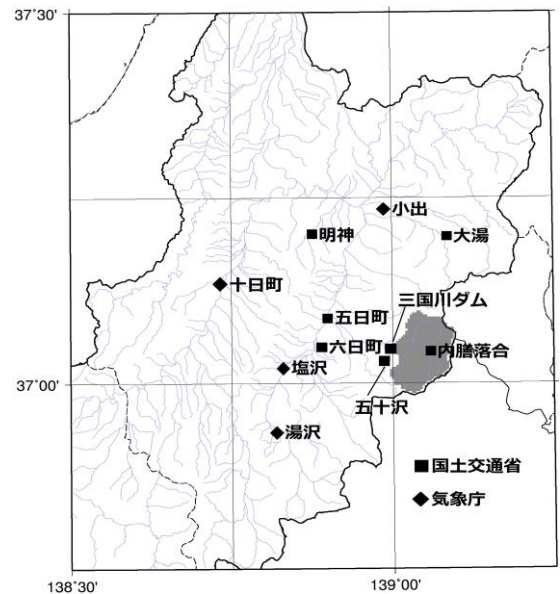 37°30'
小出
明神
大湯
十日町
三国川ダム
五日町
六日町
内膳落合
塩沢
37°00'
五十沢
湯沢
国土交通省
気象庁
138°30'
139°00'